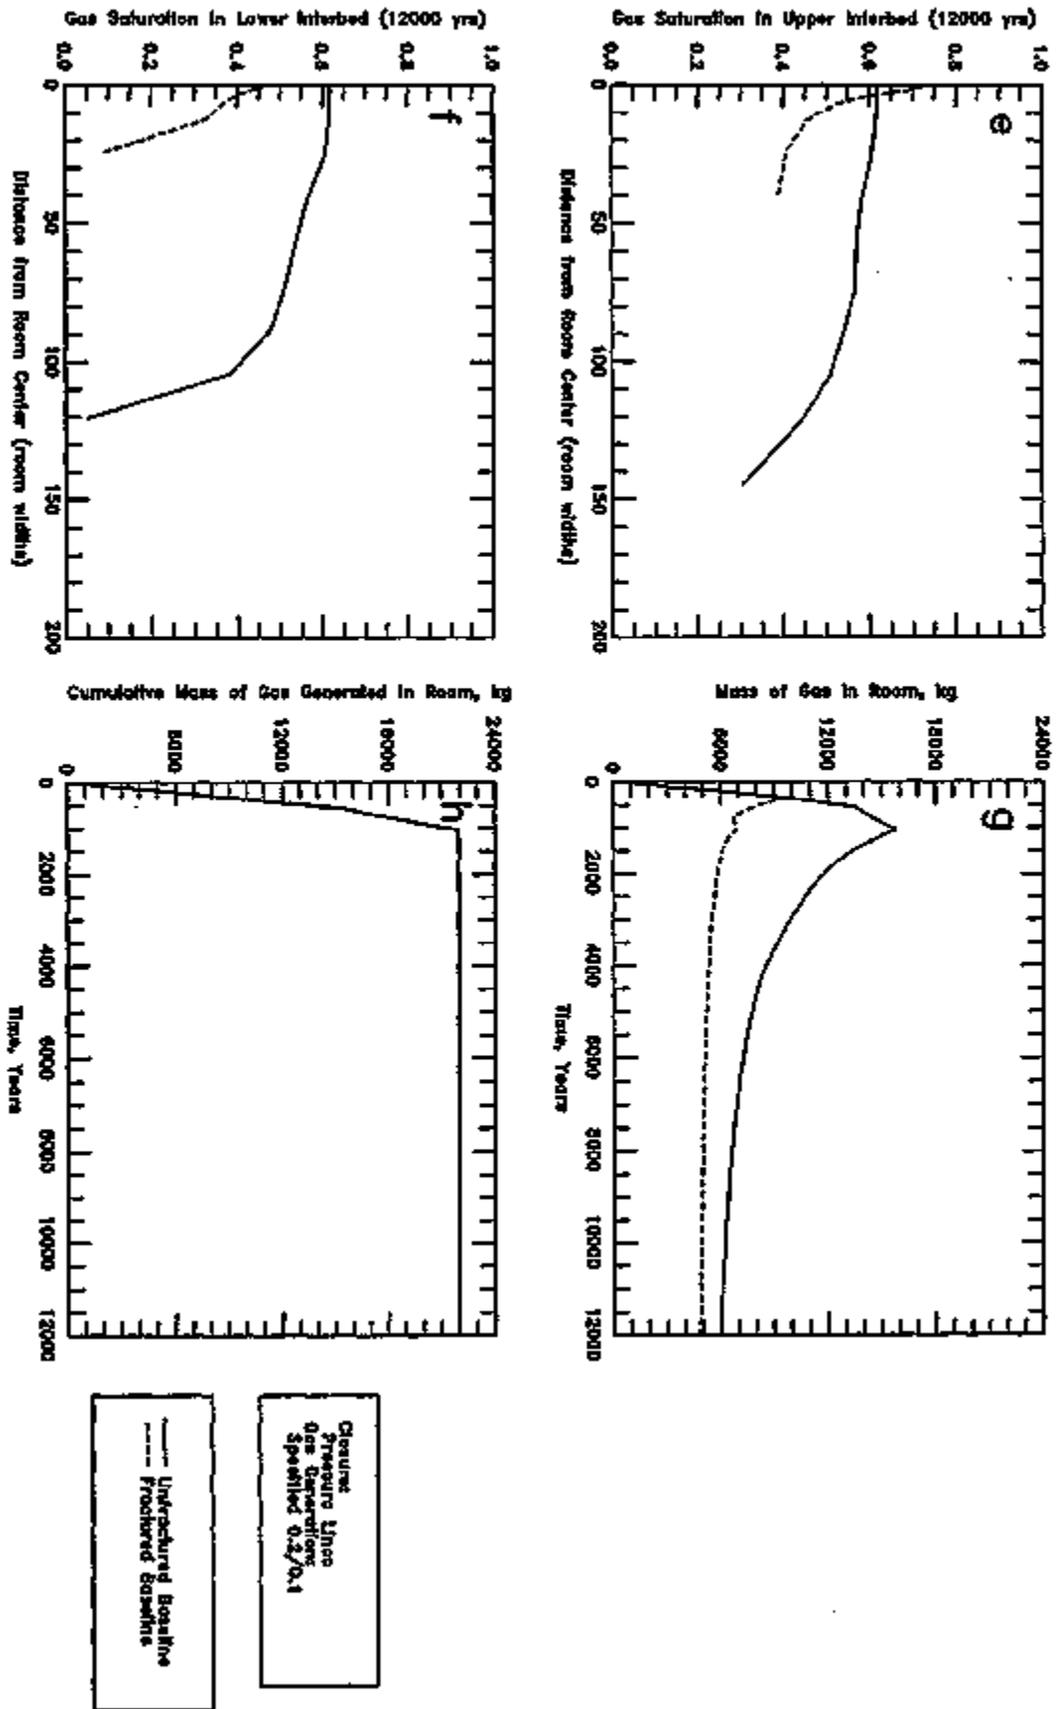 Gas Saturation in Upper Interbed (12000 yrs)
1.0
0.8
0.6
0.4
0.2
0.0
e
0 50 100 150 200
Distance from Room Center (room widths)
Mass of Gas in Room, kg
24000
18000
12000
6000
0
g
0 2000 4000 6000 8000 10000 12000
Time, Years
Gas Saturation in Lower Interbed (12000 yrs)
1.0
0.8
0.6
0.4
0.2
0.0
f
0 50 100 150 200
Distance from Room Center (room widths)
Cumulative Mass of Gas Generated in Room, kg
24000
18000
12000
6000
0
h
0 2000 4000 6000 8000 10000 12000
Time, Years
Closure:
Pressure Lines
Gas Generation:
Specified 0.2/0.1
Unfractured Baseline
Fractured Baseline